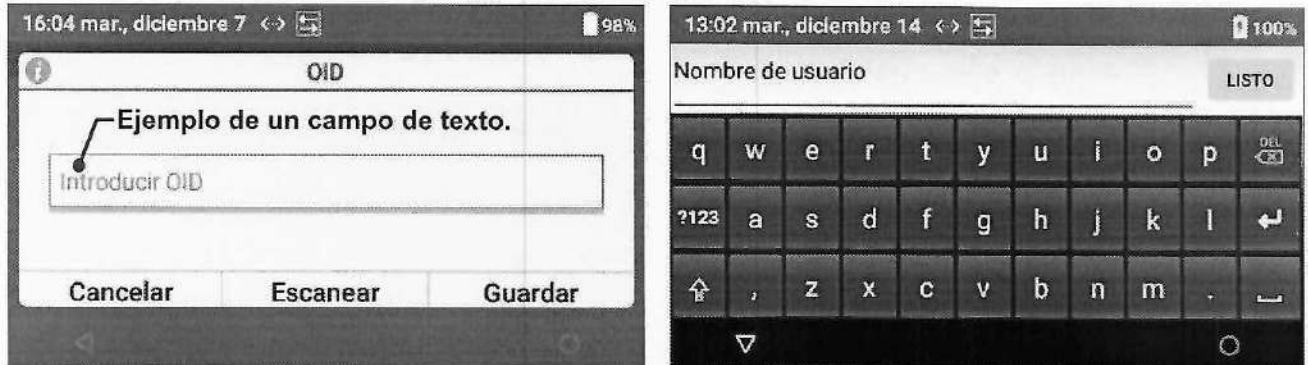 16:04 mar., diciembre 7 98%
OID
Ejemplo de un campo de texto.
Introducir OID
Cancelar Escanear Guardar
13:02 mar., diciembre 14 100%
Nombre de usuario LISTO
q w e r t y u i o p DEL
?123 a s d f g h j k l
, z x c v b n m .